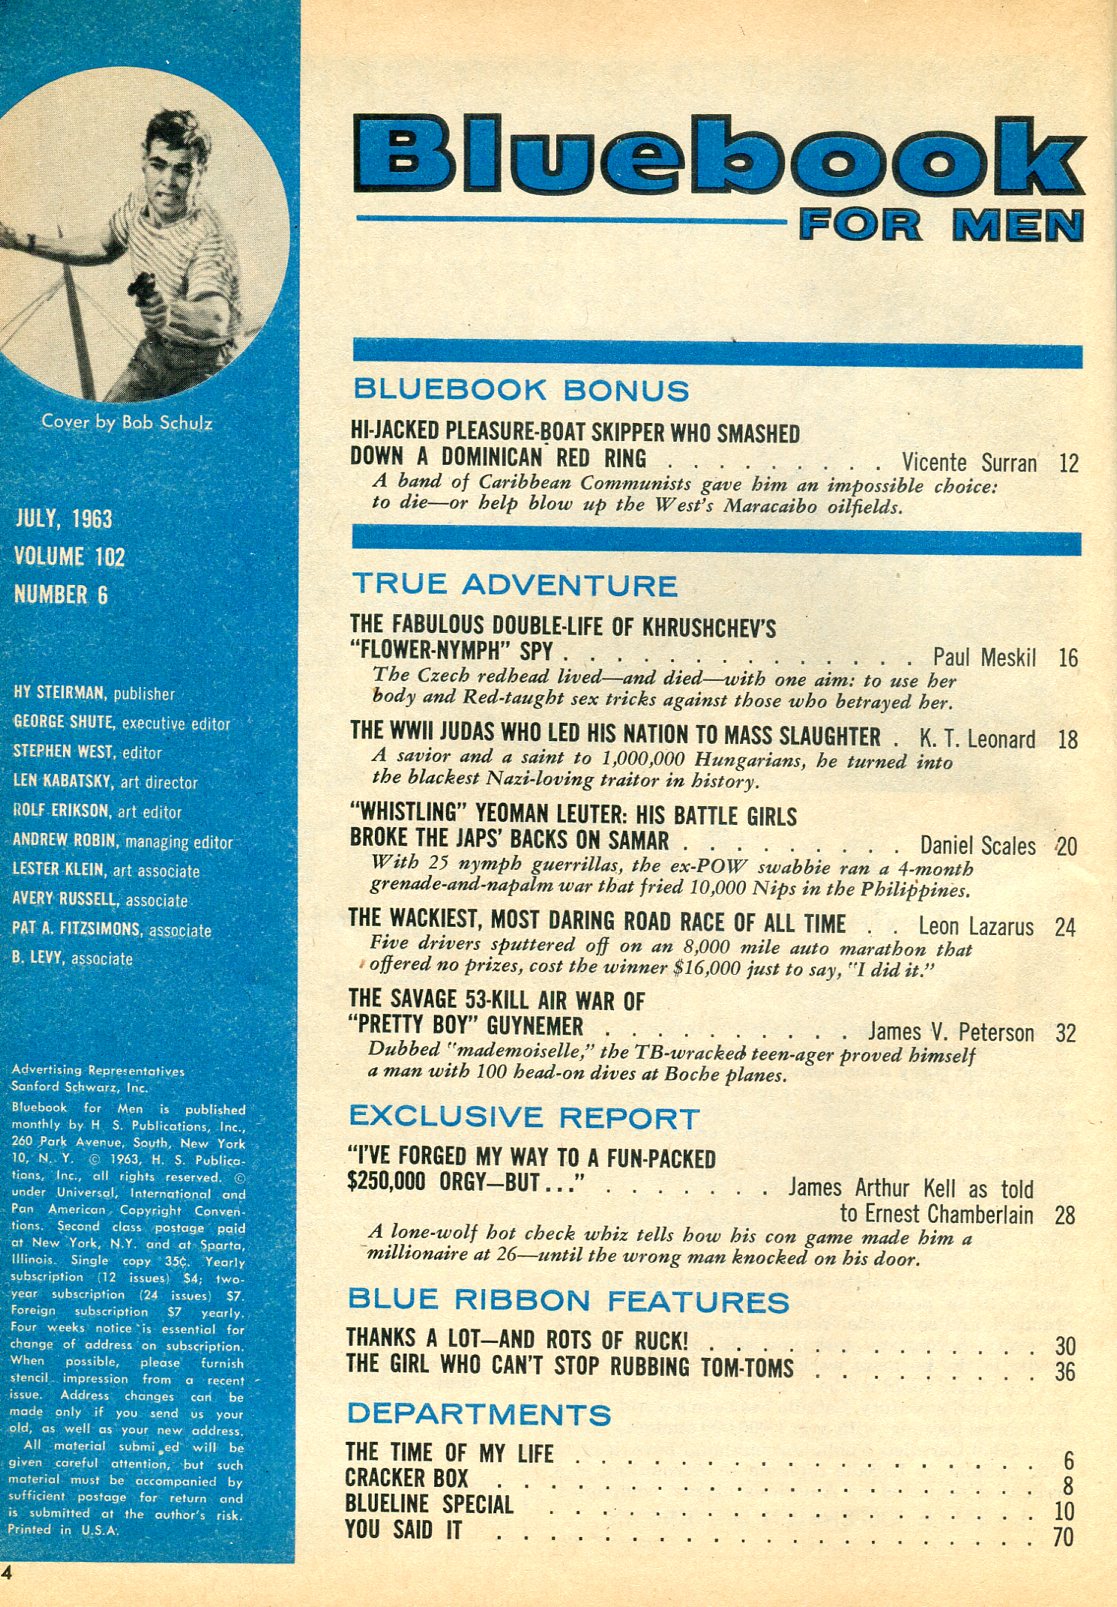 Cover by Bob Schulz
JULY, 1963
VOLUME 102
NUMBER 6
HY STEIRMAN, publisher
GEORGE SHUTE, executive editor
STEPHEN WEST, editor
LEN KABATSKY, art director
ROLF ERIKSON, art editor
ANDREW ROBIN, managing editor
LESTER KLEIN, art associate
AVERY RUSSELL, associate
PAT A. FITZSIMONS, associate
B. LEVY, associate
Advertising Representatives
Sanford Schwarz, Inc.
Bluebook for Men is published
monthly by H. S. Publications, Inc.,
260 Park Avenue, South, New York
10, N. Y. © 1963, H. S. Publica-
tions, Inc., all rights reserved. ©
under Universal, International and
Pan American Copyright Conven-
tions. Second class postage paid
at New York, N.Y. and at Sparta,
Illinois. Single copy 35¢. Yearly
subscription (12 issues) $4; two-
year subscription (24 issues) $7.
Foreign subscription $7 yearly.
Four weeks notice is essential for
change of address on subscription.
When possible, please furnish
stencil impression from a recent
issue. Address changes can be
made only if you send us your
old, as well as your new address.
All material submi ed will be
given careful attention, but such
material must be accompanied by
sufficient postage for return and
is submitted at the author's risk.
Printed in U.S.A.
4
Bluebook
FOR MEN
BLUEBOOK BONUS
HI-JACKED PLEASURE-BOAT SKIPPER WHO SMASHED
DOWN A DOMINICAN RED RING . . . . . . . . . Vicente Surran 12
A band of Caribbean Communists gave him an impossible choice:
to die—or help blow up the West's Maracaibo oilfields.
TRUE ADVENTURE
THE FABULOUS DOUBLE-LIFE OF KHRUSHCHEV'S
"FLOWER-NYMPH" SPY . . . . . . . . . . . . . . Paul Meskil 16
The Czech redhead lived—and died—with one aim: to use her
body and Red-taught sex tricks against those who betrayed her.
THE WWII JUDAS WHO LED HIS NATION TO MASS SLAUGHTER . K. T. Leonard 18
A savior and a saint to 1,000,000 Hungarians, he turned into
the blackest Nazi-loving traitor in history.
"WHISTLING" YEOMAN LEUTER: HIS BATTLE GIRLS
BROKE THE JAPS' BACKS ON SAMAR . . . . . . . . . Daniel Scales 20
With 25 nymph guerrillas, the ex-POW swabbie ran a 4-month
grenade-and-napalm war that fried 10,000 Nips in the Philippines.
THE WACKIEST, MOST DARING ROAD RACE OF ALL TIME . . Leon Lazarus 24
Five drivers sputtered off on an 8,000 mile auto marathon that
offered no prizes, cost the winner $16,000 just to say, "I did it."
THE SAVAGE 53-KILL AIR WAR OF
"PRETTY BOY" GUYNEMER . . . . . . . . . . James V. Peterson 32
Dubbed "mademoiselle," the TB-wracked teen-ager proved himself
a man with 100 head-on dives at Boche planes.
EXCLUSIVE REPORT
"I'VE FORGED MY WAY TO A FUN-PACKED
$250,000 ORGY—BUT..." . . . . . . . James Arthur Kell as told
to Ernest Chamberlain 28
A lone-wolf hot check whiz tells how his con game made him a
millionaire at 26—until the wrong man knocked on his door.
BLUE RIBBON FEATURES
THANKS A LOT—AND ROTS OF RUCK! . . . . . . . . . . . . . . 30
THE GIRL WHO CAN'T STOP RUBBING TOM-TOMS . . . . . . . . . 36
DEPARTMENTS
THE TIME OF MY LIFE . . . . . . . . . . . . . . . . . . 6
CRACKER BOX . . . . . . . . . . . . . . . . . . . . . 8
BLUELINE SPECIAL . . . . . . . . . . . . . . . . . . . 10
YOU SAID IT . . . . . . . . . . . . . . . . . . . . . 70